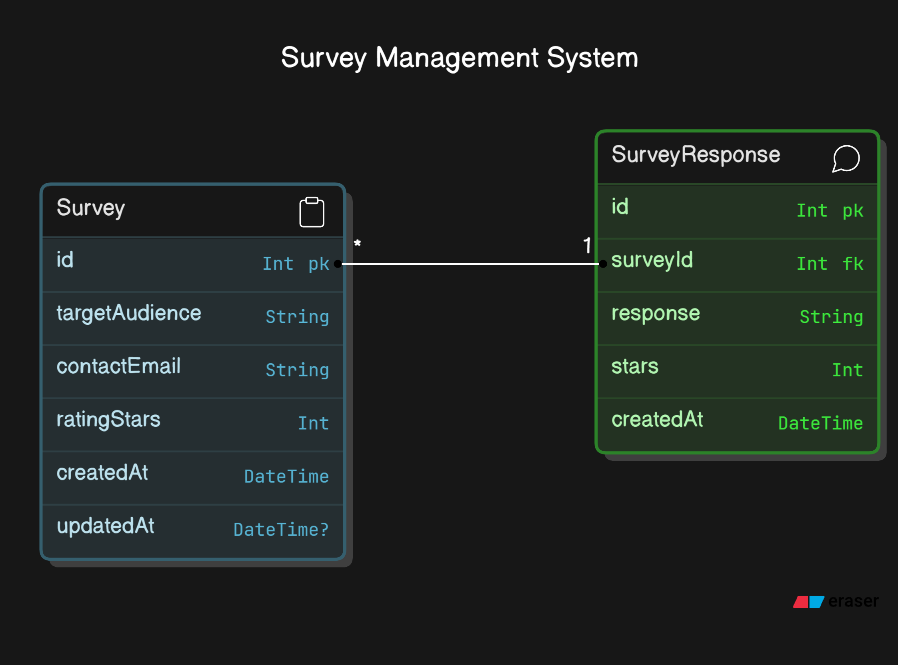 Survey Management System
Survey
id Int pk
targetAudience String
contactEmail String
ratingStars Int
createdAt DateTime
updatedAt DateTime?
* 1
SurveyResponse
id Int pk
surveyId Int fk
response String
stars Int
createdAt DateTime
eraser